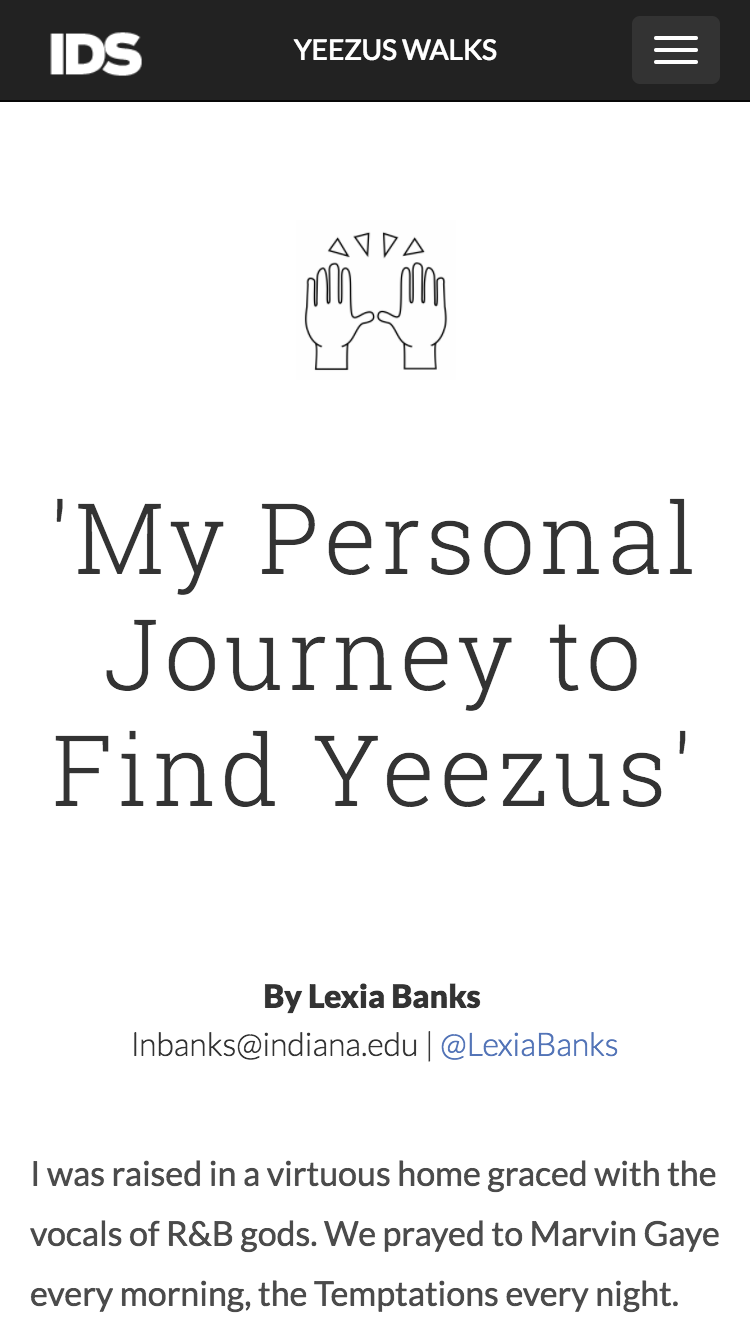 IDS
YEEZUS WALKS
'My Personal
Journey to
Find Yeezus'
By Lexia Banks
lnbanks@indiana.edu | @LexiaBanks
I was raised in a virtuous home graced with the
vocals of R&B gods. We prayed to Marvin Gaye
every morning, the Temptations every night.